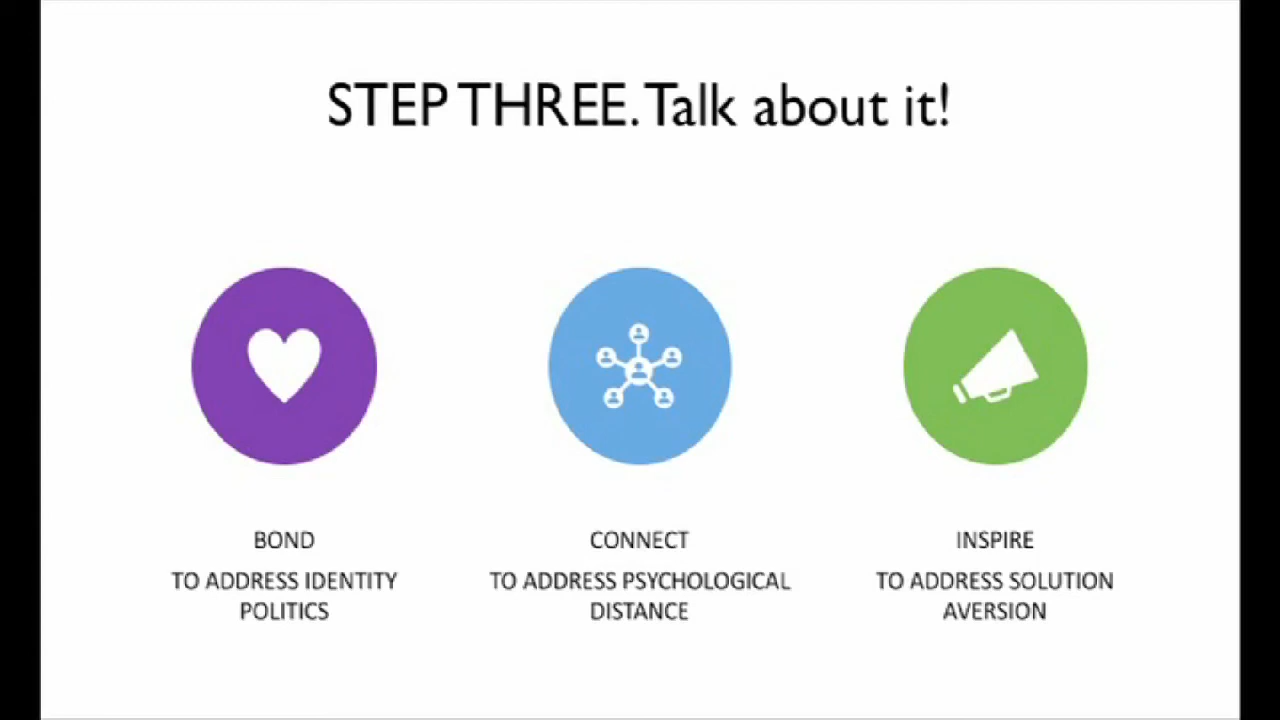 STEP THREE. Talk about it!
BOND
TO ADDRESS IDENTITY
POLITICS
CONNECT
TO ADDRESS PSYCHOLOGICAL
DISTANCE
INSPIRE
TO ADDRESS SOLUTION
AVERSION